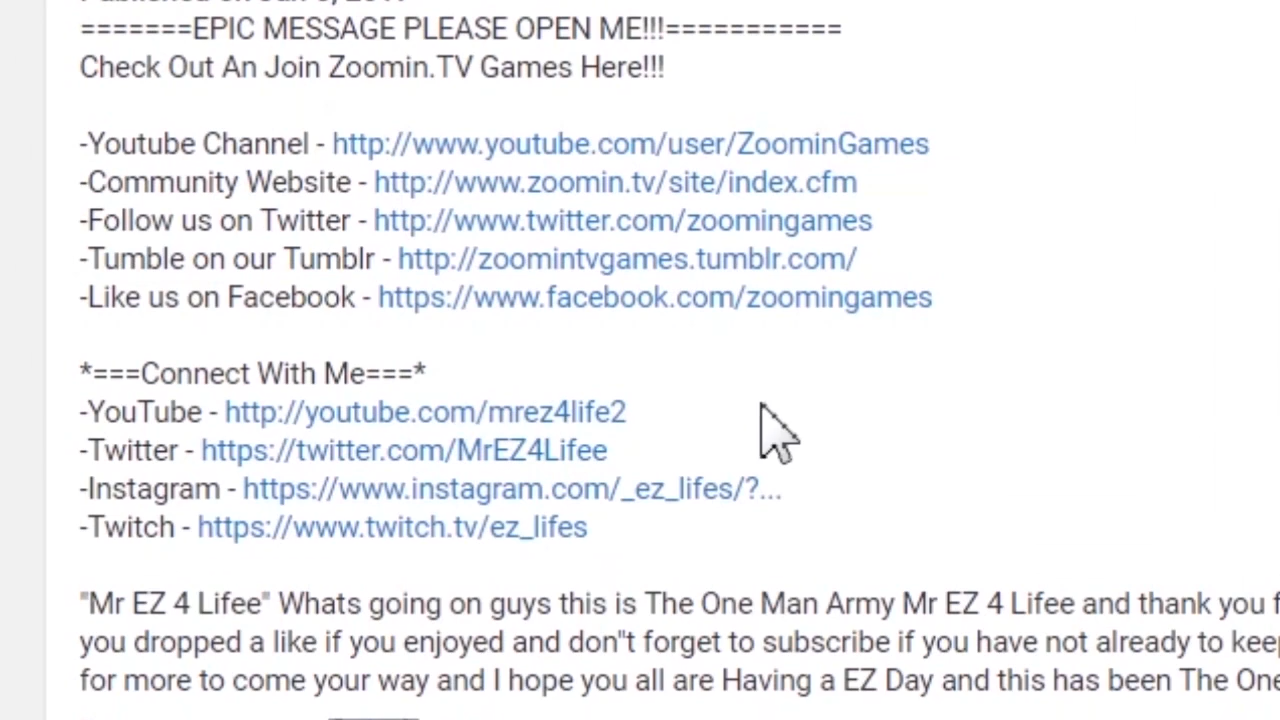 =======EPIC MESSAGE PLEASE OPEN ME!!!===========
Check Out An Join Zoomin.TV Games Here!!!
-Youtube Channel - http://www.youtube.com/user/ZoominGames
-Community Website - http://www.zoomin.tv/site/index.cfm
-Follow us on Twitter - http://www.twitter.com/zoomingames
-Tumble on our Tumblr - http://zoomintvgames.tumblr.com/
-Like us on Facebook - https://www.facebook.com/zoomingames
*===Connect With Me===*
-YouTube - http://youtube.com/mrez4life2
-Twitter - https://twitter.com/MrEZ4Lifee
-Instagram - https://www.instagram.com/_ez_lifes/?...
-Twitch - https://www.twitch.tv/ez_lifes
"Mr EZ 4 Lifee" Whats going on guys this is The One Man Army Mr EZ 4 Lifee and thank you f
you dropped a like if you enjoyed and don"t forget to subscribe if you have not already to keep
for more to come your way and I hope you all are Having a EZ Day and this has been The One